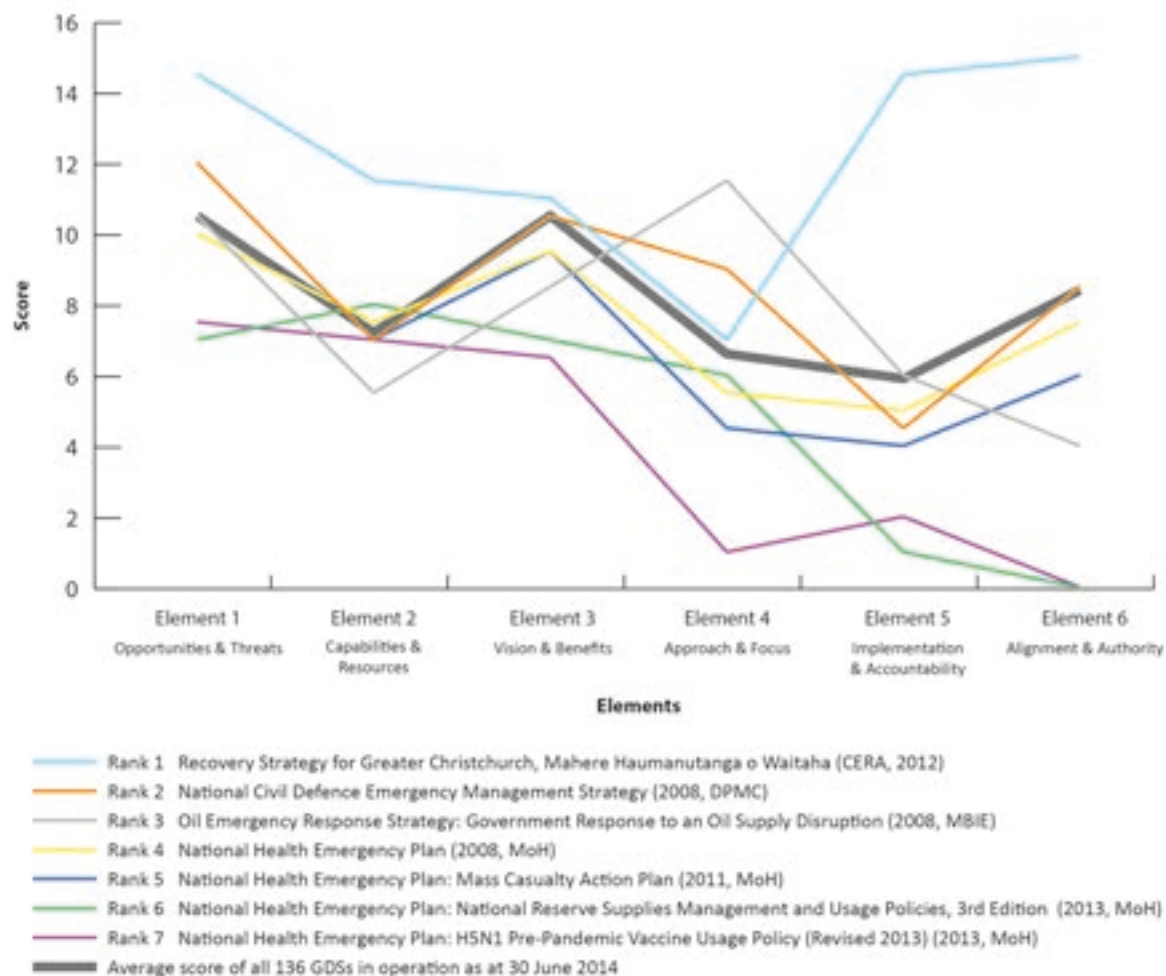 16
14
12
10
8
6
4
2
0
Score
Element 1
Opportunities & Threats
Element 2
Capabilities &
Resources
Element 3
Vision & Benefits
Element 4
Approach & Focus
Element 5
Implementation
& Accountability
Element 6
Alignment & Authority
Elements
Rank 1 Recovery Strategy for Greater Christchurch, Mahere Haumanutanga o Waitaha (CERA, 2012)
Rank 2 National Civil Defence Emergency Management Strategy (2008, DPMC)
Rank 3 Oil Emergency Response Strategy: Government Response to an Oil Supply Disruption (2008, MBIE)
Rank 4 National Health Emergency Plan (2008, MoH)
Rank 5 National Health Emergency Plan: Mass Casualty Action Plan (2011, MoH)
Rank 6 National Health Emergency Plan: National Reserve Supplies Management and Usage Policies, 3rd Edition (2013, MoH)
Rank 7 National Health Emergency Plan: H5N1 Pre-Pandemic Vaccine Usage Policy (Revised 2013) (2013, MoH)
Average score of all 136 GDSs in operation as at 30 June 2014